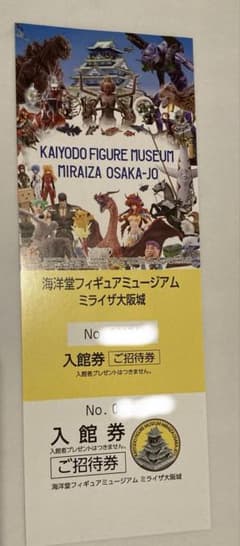 KAIYODO FIGURE MUSEUM
MIRAIZA OSAKA-JO
海洋堂フィギュアミュージアム
ミライザ大阪城
No
入館券 ご招待券
入館者プレゼントはつきません。
No.
入館券
入館者プレゼントはつきません。
ご招待券
海洋堂フィギュアミュージアム ミライザ大阪城